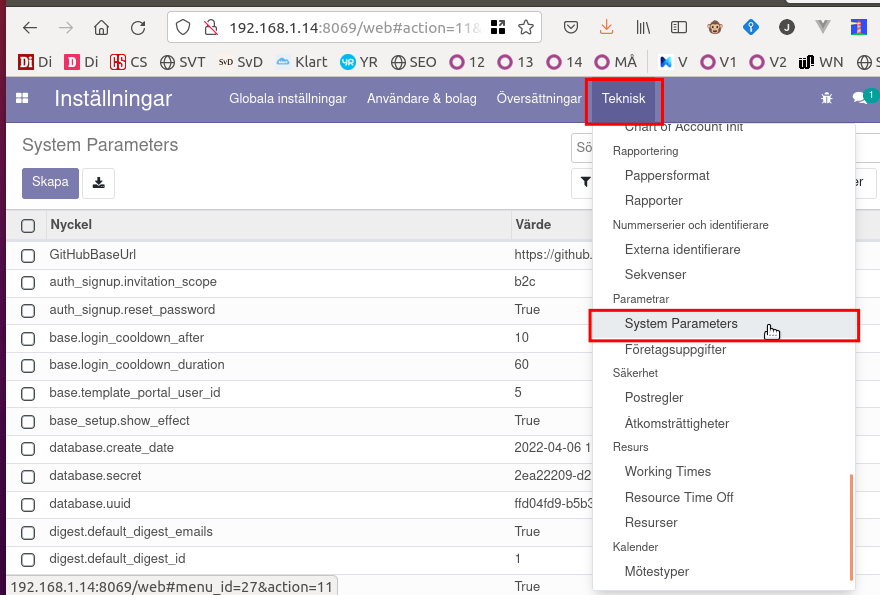 192.168.1.14:8069/web#action=11&
Di Di CS SVT SvD SvD Klart YR YR SEO 12 13 14 MÅ V V1 V2 WN
Inställningar Globala inställningar Användare & bolag Översättningar Teknisk 1
System Parameters
Skapa
Chart of Account Init
Rapportering
Pappersformat
Rapporter
Nummerserier och identifierare
Externa identifierare
Sekvenser
Parametrar
System Parameters
Företagsuppgifter
Säkerhet
Postregler
Åtkomsträttigheter
Resurs
Working Times
Resource Time Off
Resurser
Kalender
Mötestyper
Nyckel Värde
GitHubBaseUrl https://github.
auth_signup.invitation_scope b2c
auth_signup.reset_password True
base.login_cooldown_after 10
base.login_cooldown_duration 60
base.template_portal_user_id 5
base_setup.show_effect True
database.create_date 2022-04-06 1
database.secret 2ea22209-d2
database.uuid ffd04fd9-b5b3
digest.default_digest_emails True
digest.default_digest_id 1
True
192.168.1.14:8069/web#menu_id=27&action=11